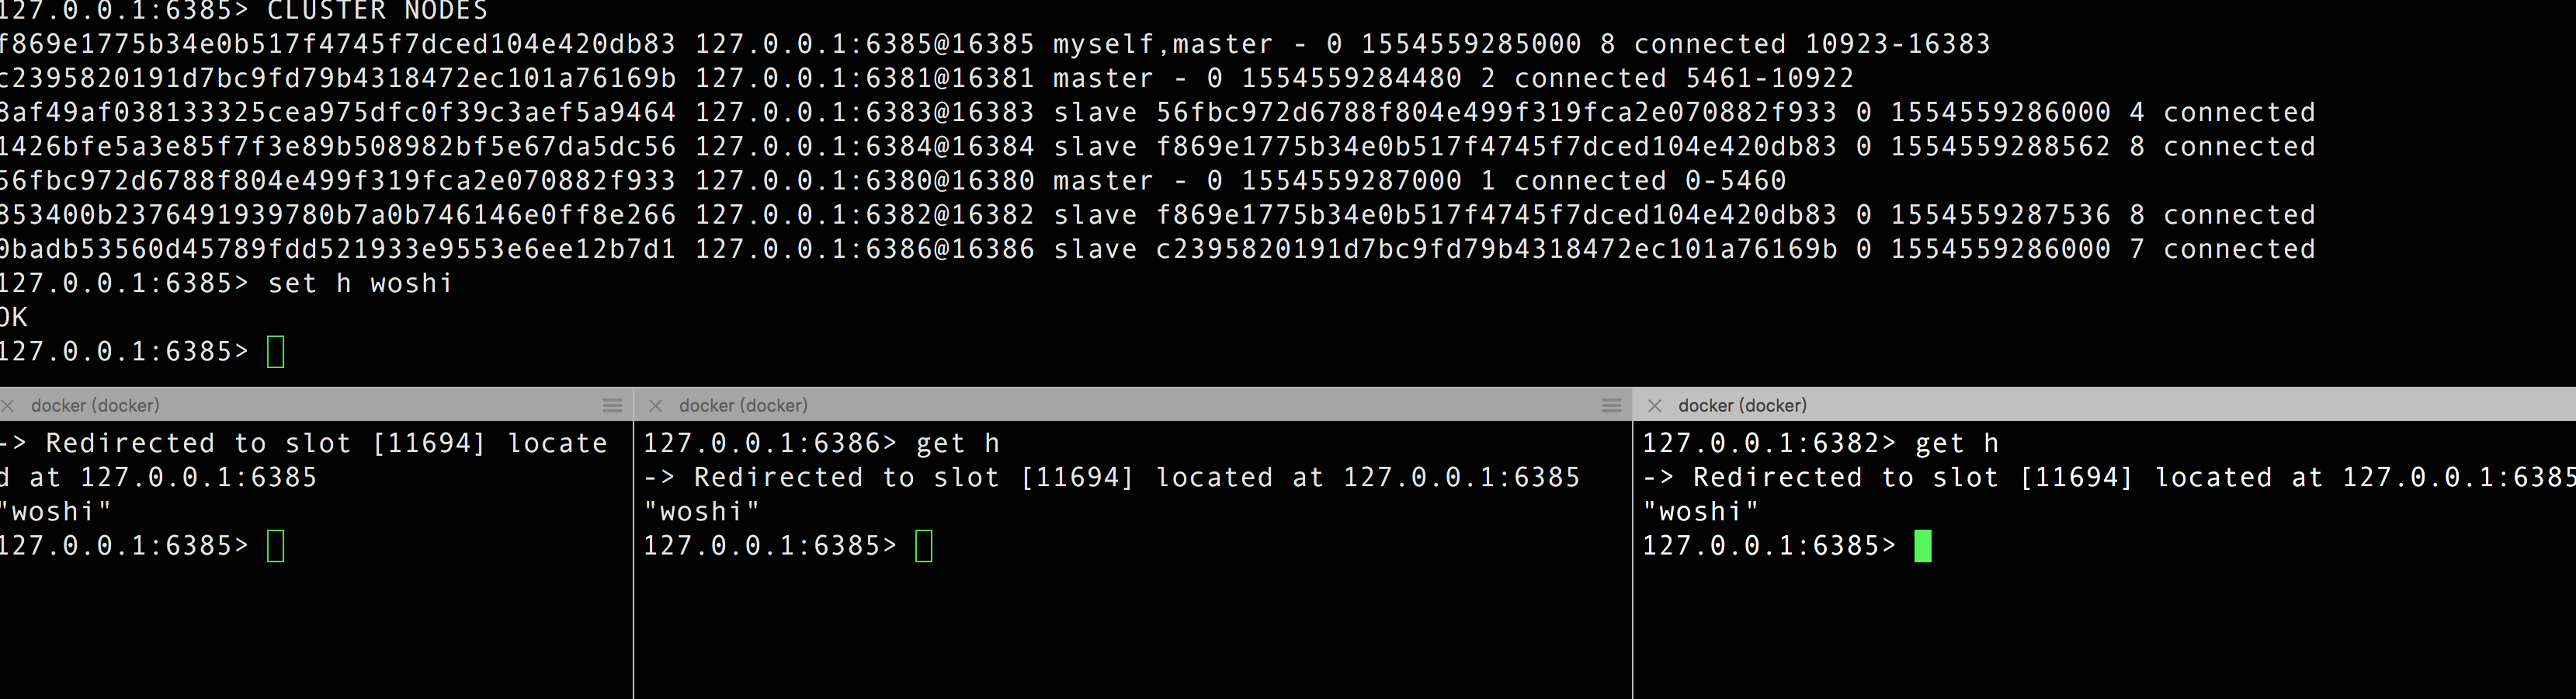 127.0.0.1:6385> CLUSTER NODES
f869e1775b34e0b517f4745f7dced104e420db83 127.0.0.1:6385@16385 myself,master - 0 1554559285000 8 connected 10923-16383
c2395820191d7bc9fd79b4318472ec101a76169b 127.0.0.1:6381@16381 master - 0 1554559284480 2 connected 5461-10922
8af49af038133325cea975dfc0f39c3aef5a9464 127.0.0.1:6383@16383 slave 56fbc972d6788f804e499f319fca2e070882f933 0 1554559286000 4 connected
1426bfe5a3e85f7f3e89b508982bf5e67da5dc56 127.0.0.1:6384@16384 slave f869e1775b34e0b517f4745f7dced104e420db83 0 1554559288562 8 connected
56fbc972d6788f804e499f319fca2e070882f933 127.0.0.1:6380@16380 master - 0 1554559287000 1 connected 0-5460
853400b2376491939780b7a0b746146e0ff8e266 127.0.0.1:6382@16382 slave f869e1775b34e0b517f4745f7dced104e420db83 0 1554559287536 8 connected
0badb53560d45789fdd521933e9553e6ee12b7d1 127.0.0.1:6386@16386 slave c2395820191d7bc9fd79b4318472ec101a76169b 0 1554559286000 7 connected
127.0.0.1:6385> set h woshi
OK
127.0.0.1:6385>
docker (docker)
-> Redirected to slot [11694] locate
d at 127.0.0.1:6385
"woshi"
127.0.0.1:6385>
docker (docker)
127.0.0.1:6386> get h
-> Redirected to slot [11694] located at 127.0.0.1:6385
"woshi"
127.0.0.1:6385>
docker (docker)
127.0.0.1:6382> get h
-> Redirected to slot [11694] located at 127.0.0.1:6385
"woshi"
127.0.0.1:6385>